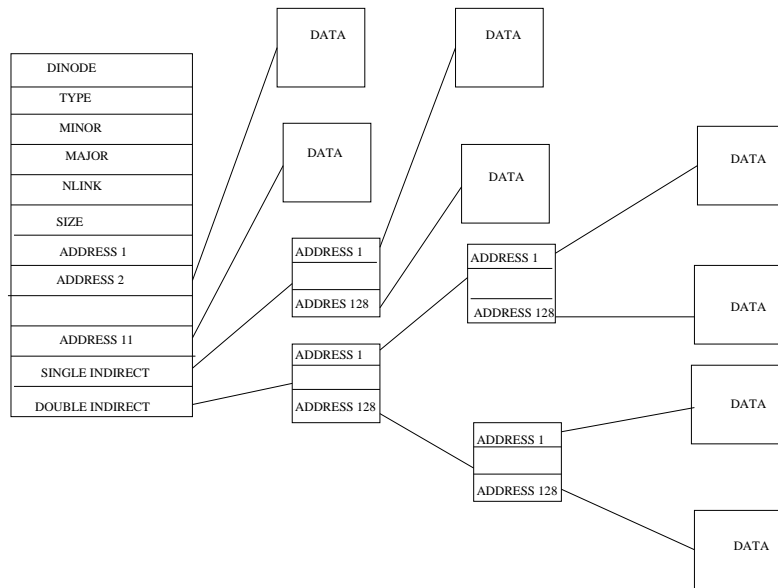 DINODE
TYPE
MINOR
MAJOR
NLINK
SIZE
ADDRESS 1
ADDRESS 2
ADDRESS 11
SINGLE INDIRECT
DOUBLE INDIRECT
DATA
DATA
ADDRESS 1
ADDRES 128
ADDRESS 1
ADDRESS 128
DATA
DATA
ADDRESS 1
ADDRESS 128
ADDRESS 1
ADDRESS 128
DATA
DATA
DATA
DATA